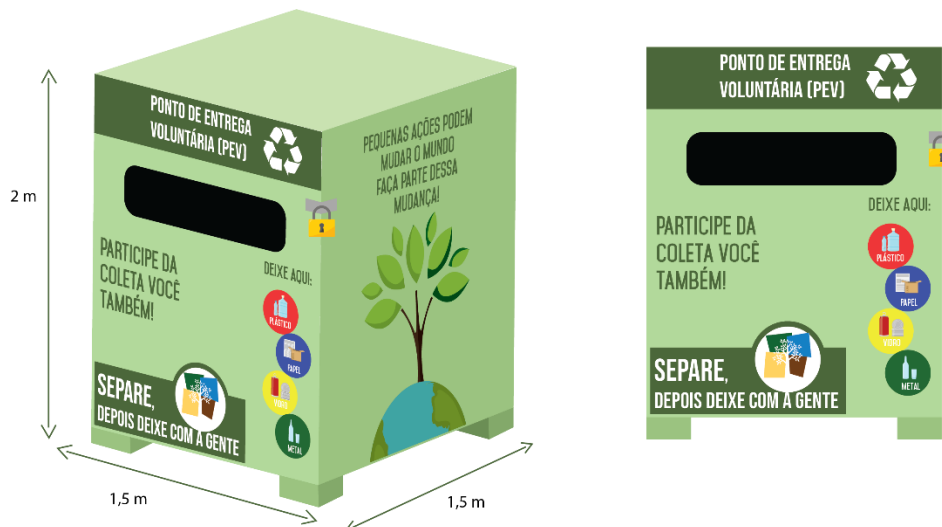 PONTO DE ENTREGA
VOLUNTÁRIA (PEV)
2 m
PEQUENAS AÇÕES PODEM
MUDAR O MUNDO
FAÇA PARTE DESSA
MUDANÇA!
PARTICIPE DA
COLETA VOCÊ
TAMBÉM!
DEIXE AQUI:
PLÁSTICO
PAPEL
VIDRO
METAL
SEPARE,
DEPOIS DEIXE COM A GENTE
1,5 m
1,5 m
PONTO DE ENTREGA
VOLUNTÁRIA (PEV)
DEIXE AQUI:
PARTICIPE DA
COLETA VOCÊ
TAMBÉM!
PLÁSTICO
PAPEL
VIDRO
METAL
SEPARE,
DEPOIS DEIXE COM A GENTE